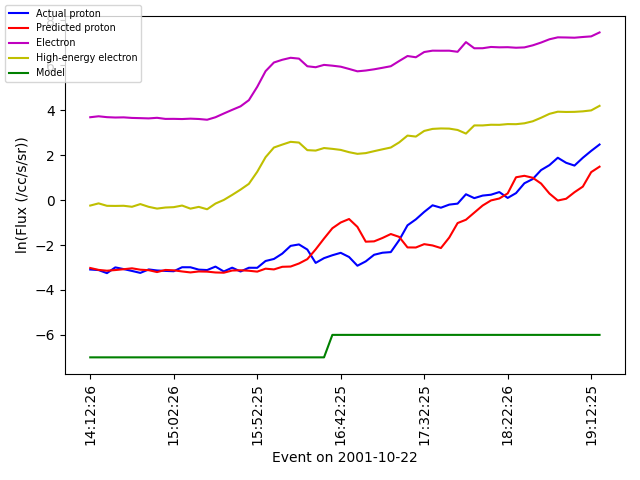 Actual proton
Predicted proton
Electron
High-energy electron
Model
ln(Flux (/cc/s/sr))
4
2
0
−2
−4
−6
14:12:26
15:02:26
15:52:25
16:42:25
17:32:25
18:22:26
19:12:25
Event on 2001-10-22